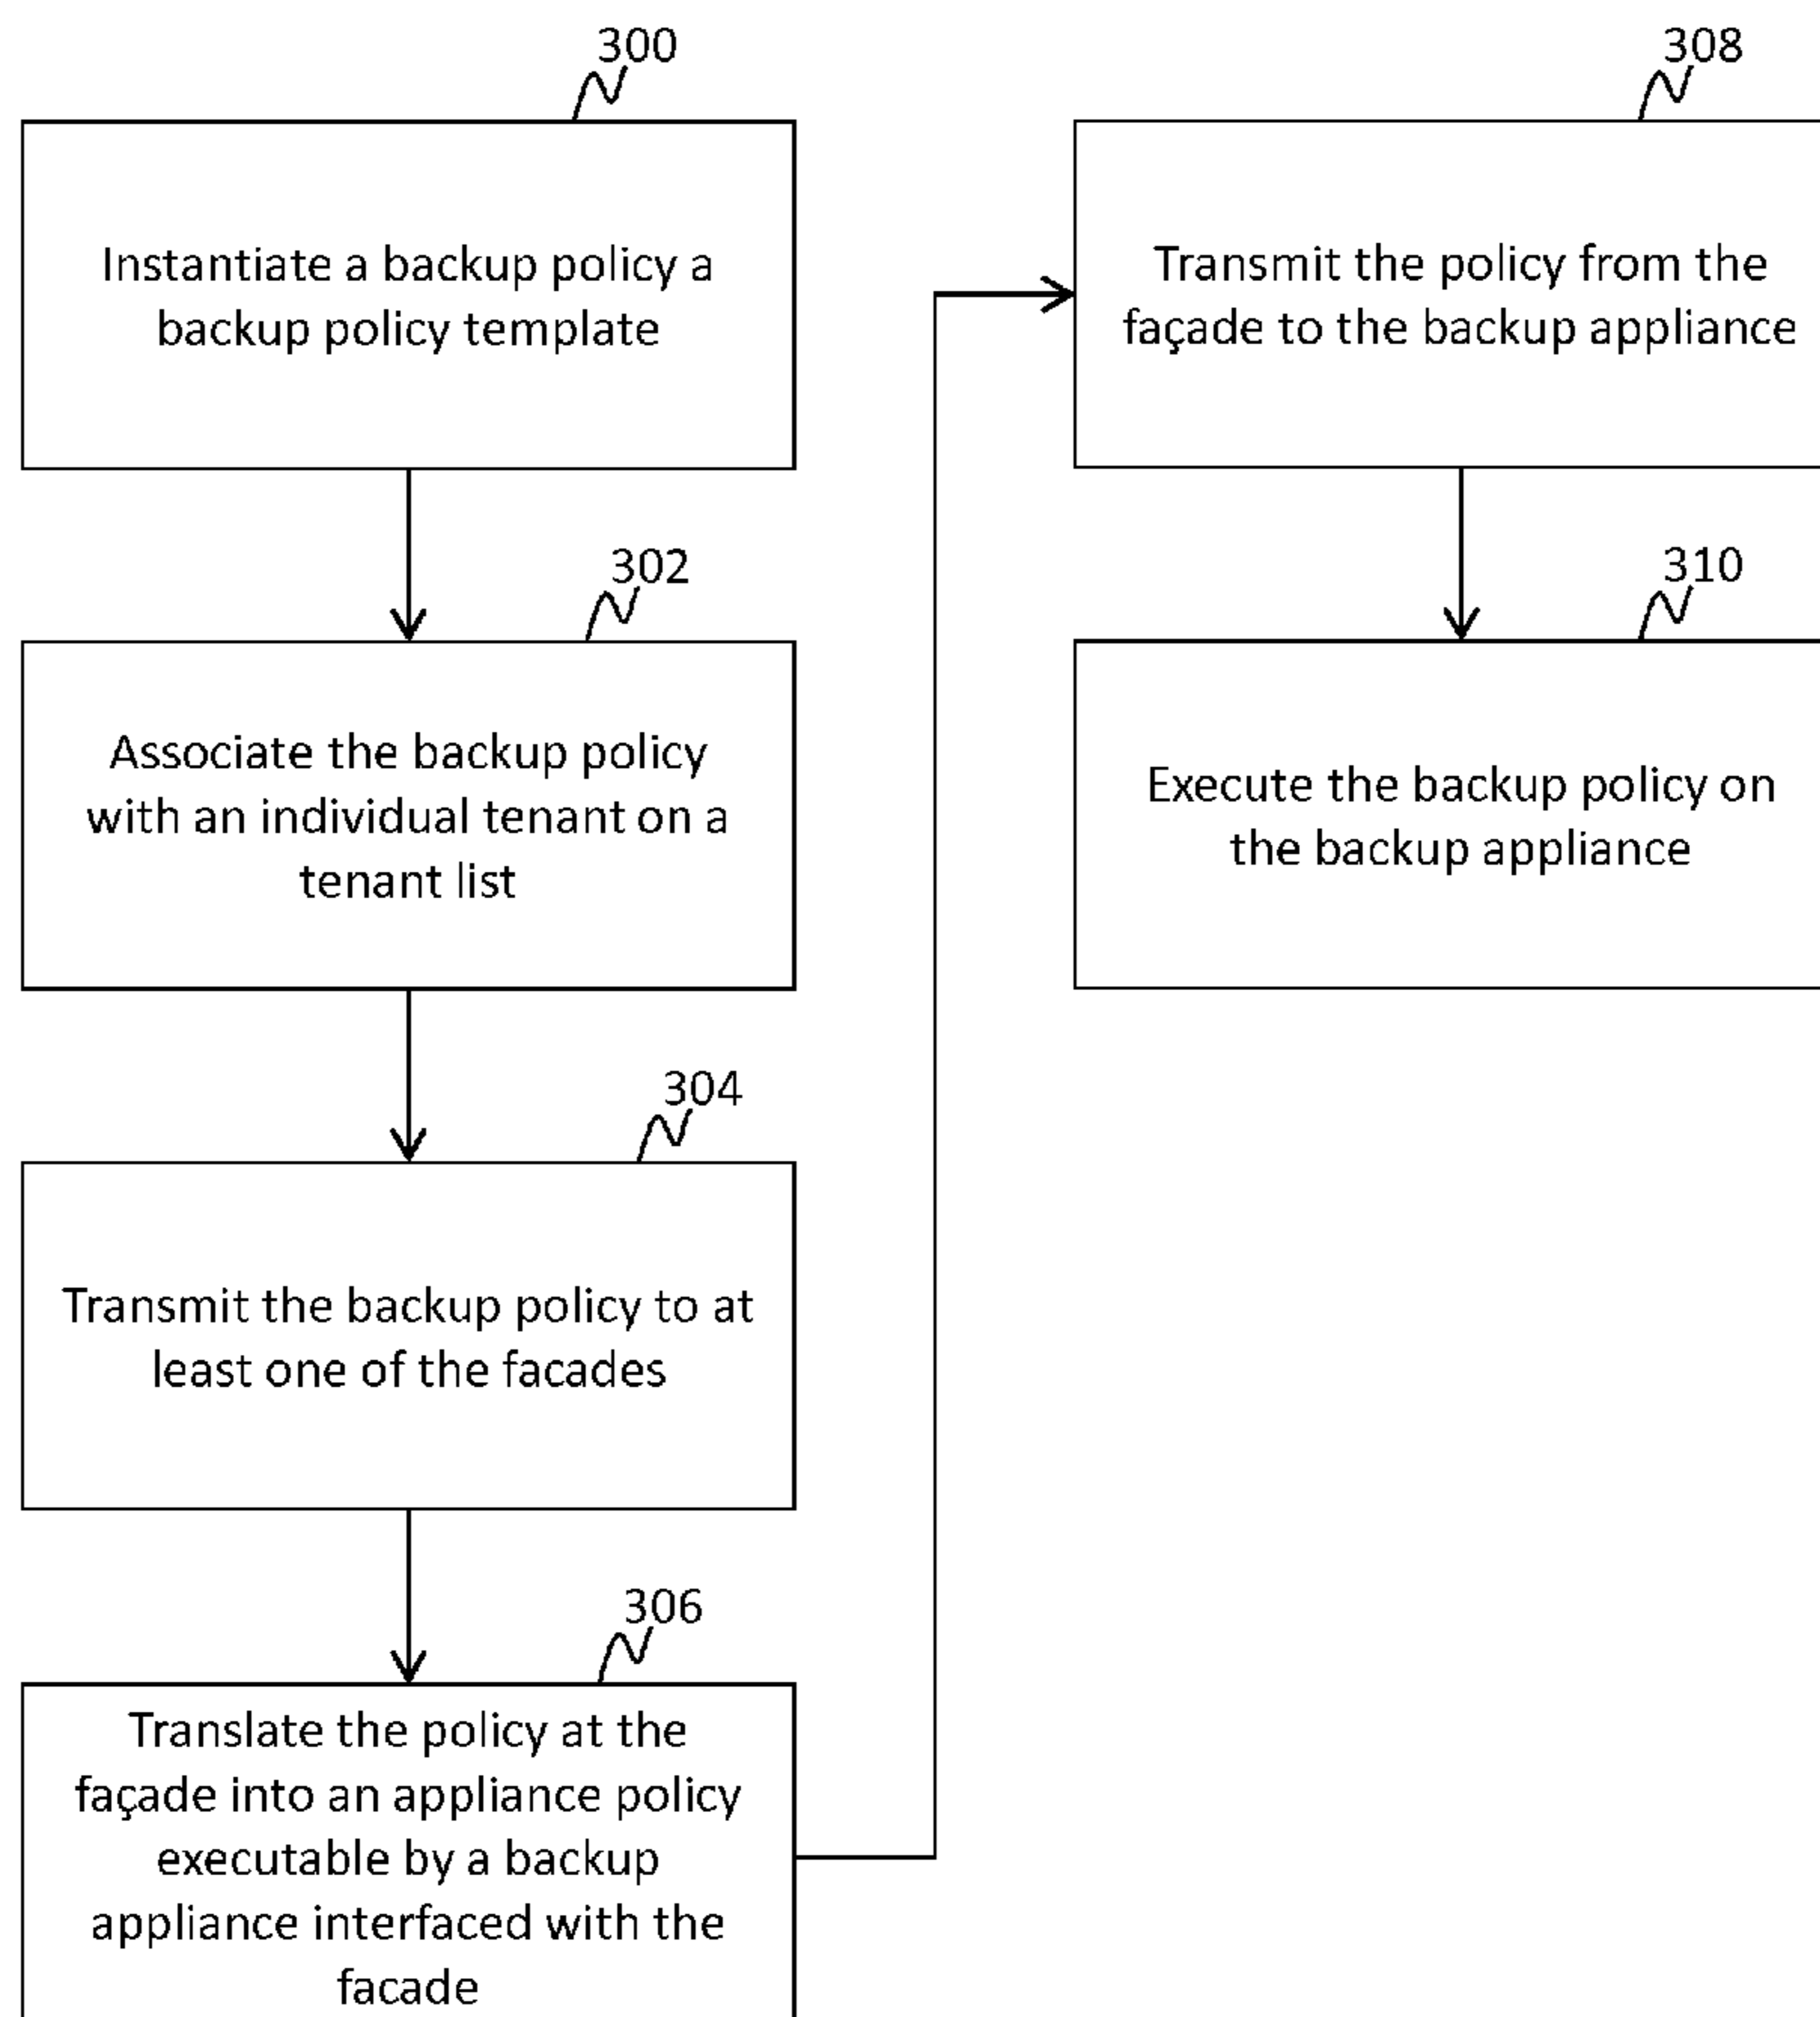 300
Instantiate a backup policy a
backup policy template
302
Associate the backup policy
with an individual tenant on a
tenant list
304
Transmit the backup policy to at
least one of the facades
306
Translate the policy at the
façade into an appliance policy
executable by a backup
appliance interfaced with the
facade
308
Transmit the policy from the
façade to the backup appliance
310
Execute the backup policy on
the backup appliance